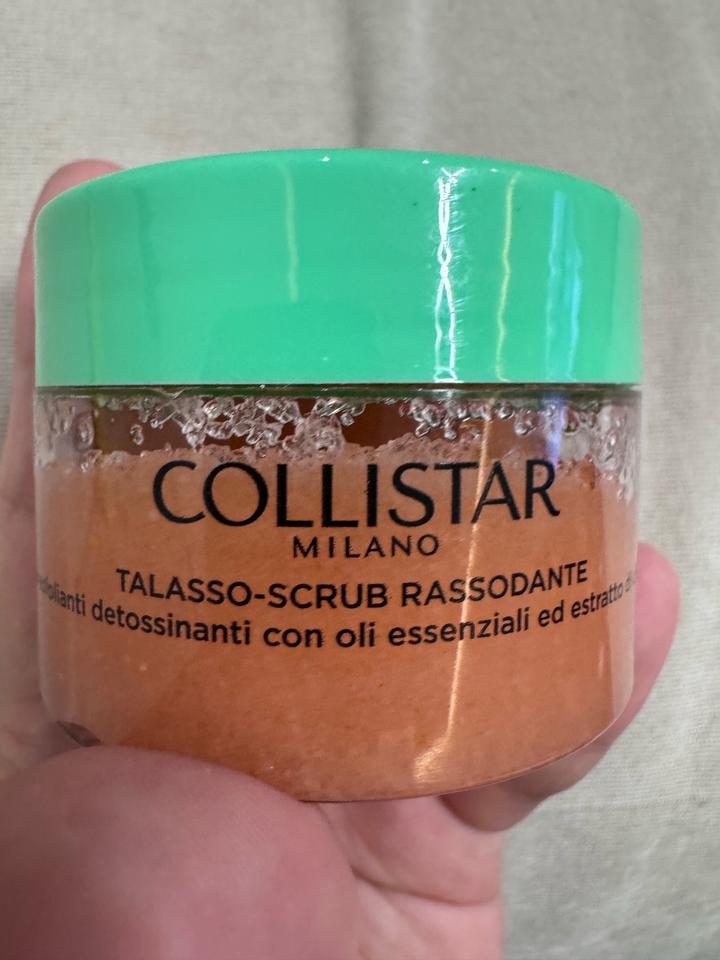 COLLISTAR
MILANO
TALASSO-SCRUB RASSODANTE
detossinanti con oli essenziali ed estratto